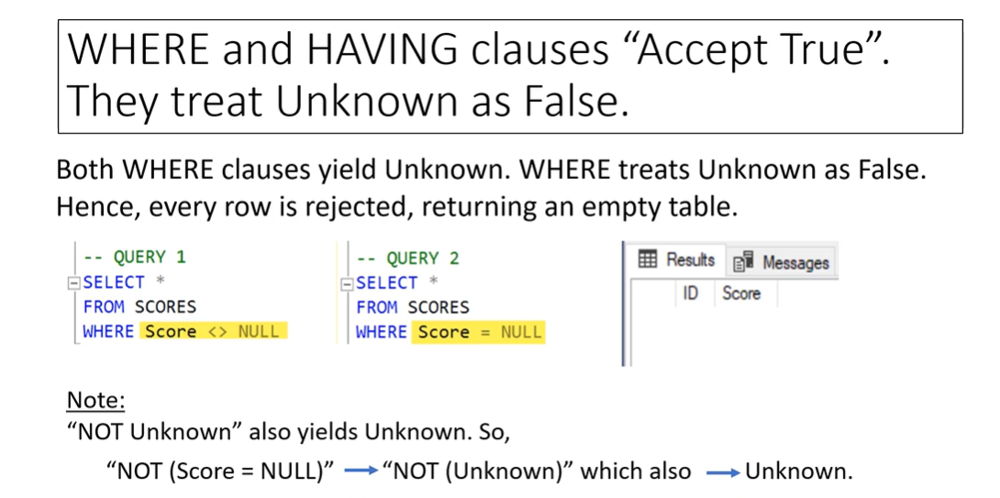 WHERE and HAVING clauses “Accept True”.
They treat Unknown as False.
Both WHERE clauses yield Unknown. WHERE treats Unknown as False.
Hence, every row is rejected, returning an empty table.
-- QUERY 1
SELECT *
FROM SCORES
WHERE Score <> NULL
-- QUERY 2
SELECT *
FROM SCORES
WHERE Score = NULL
Results Messages
ID Score
Note:
“NOT Unknown” also yields Unknown. So,
“NOT (Score = NULL)” → “NOT (Unknown)” which also → Unknown.